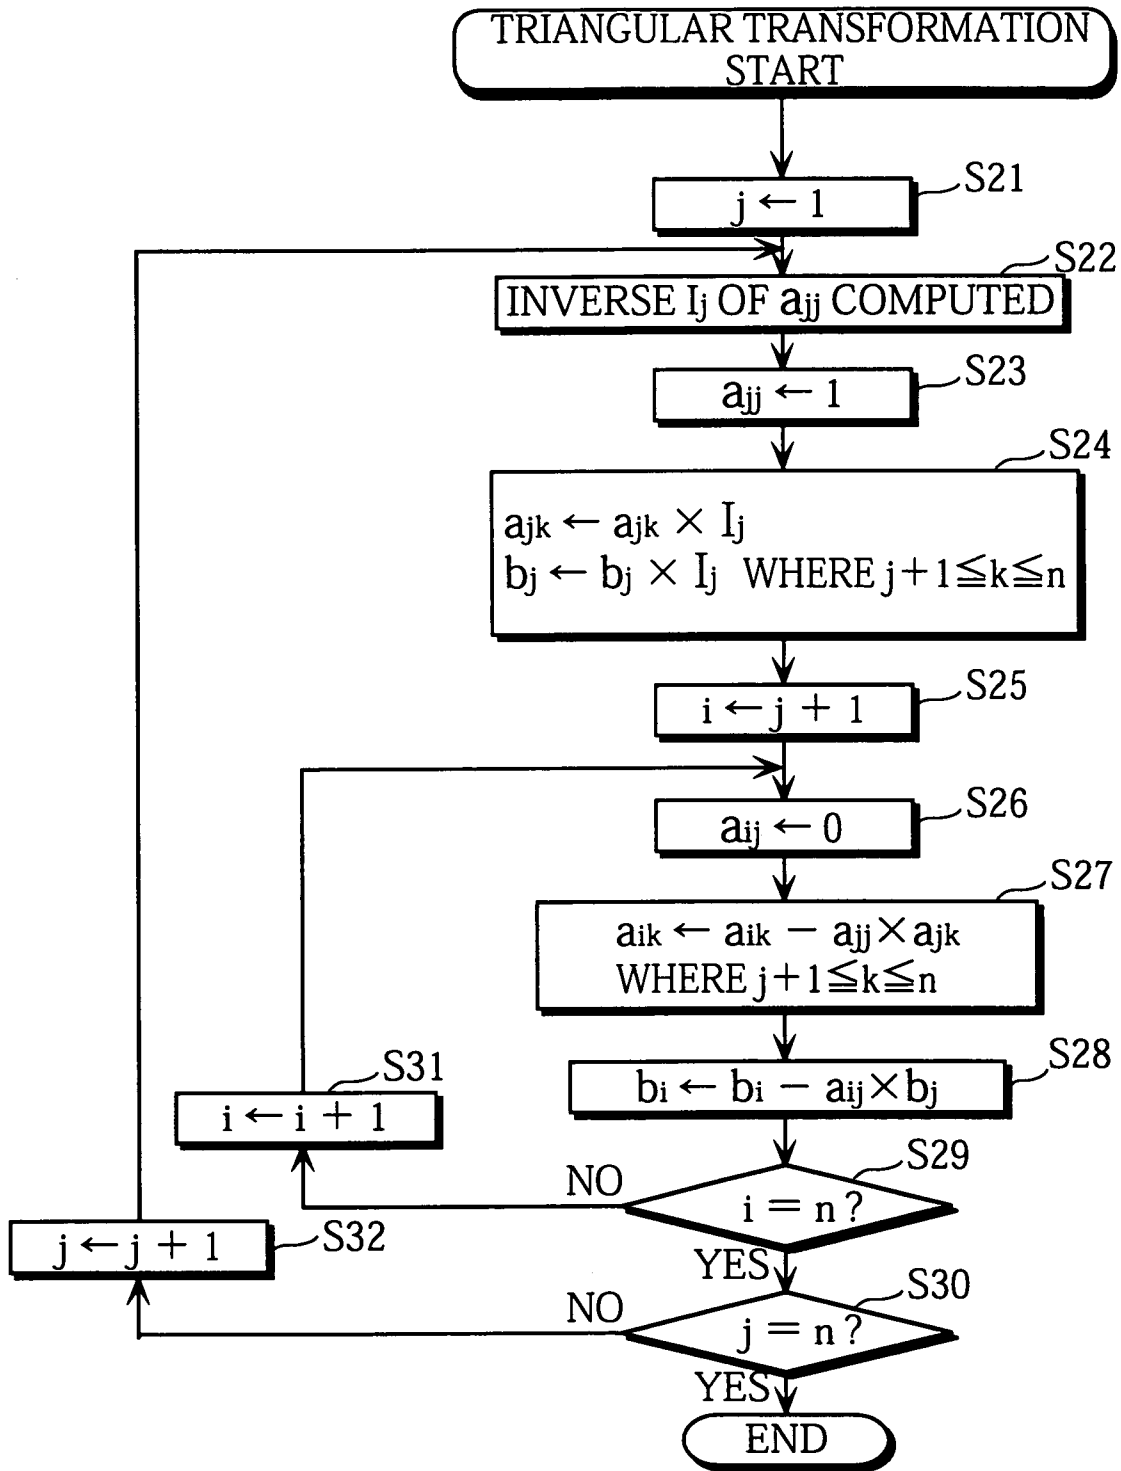 TRIANGULAR TRANSFORMATION
START
S21
j ← 1
S22
INVERSE Ij OF ajj COMPUTED
S23
ajj ← 1
S24
ajk ← ajk × Ij
bj ← bj × Ij WHERE j+1≦k≦n
S25
i ← j + 1
S26
aij ← 0
S27
aik ← aik − ajj×ajk
WHERE j+1≦k≦n
S28
bi ← bi − aij×bj
S31
i ← i + 1
S29
NO
i = n?
S32
j ← j + 1
YES
S30
NO
j = n?
YES
END